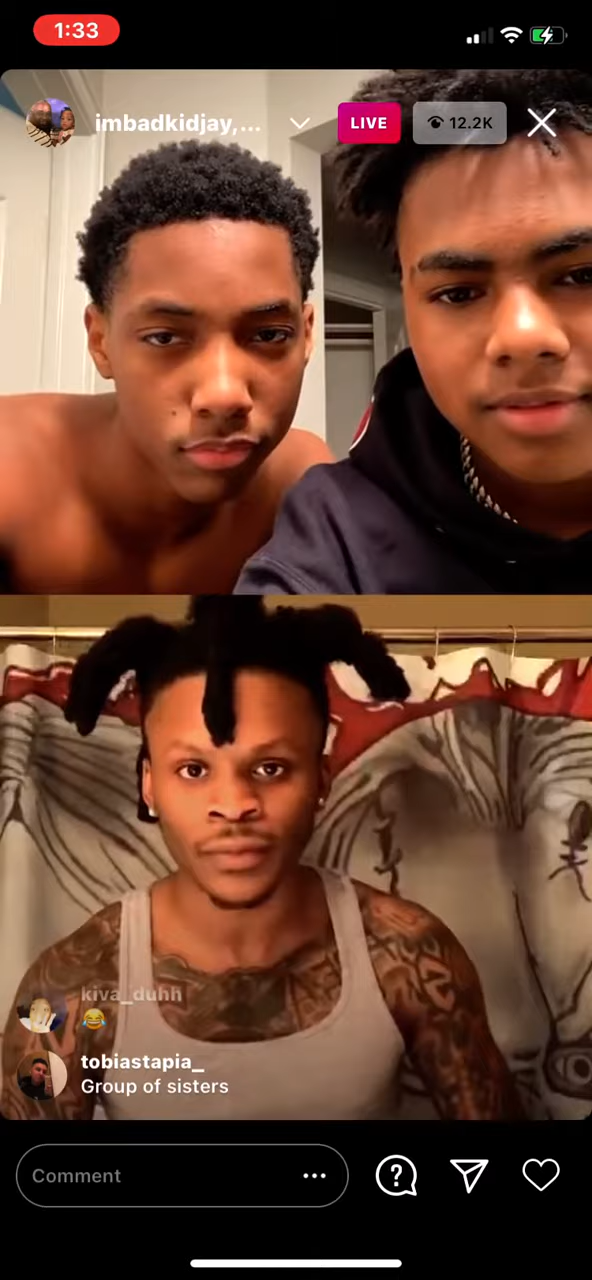 1:33
imbadkidjay,...
LIVE
12.2K
kiva_duhh
😂
tobiastapia_
Group of sisters
Comment